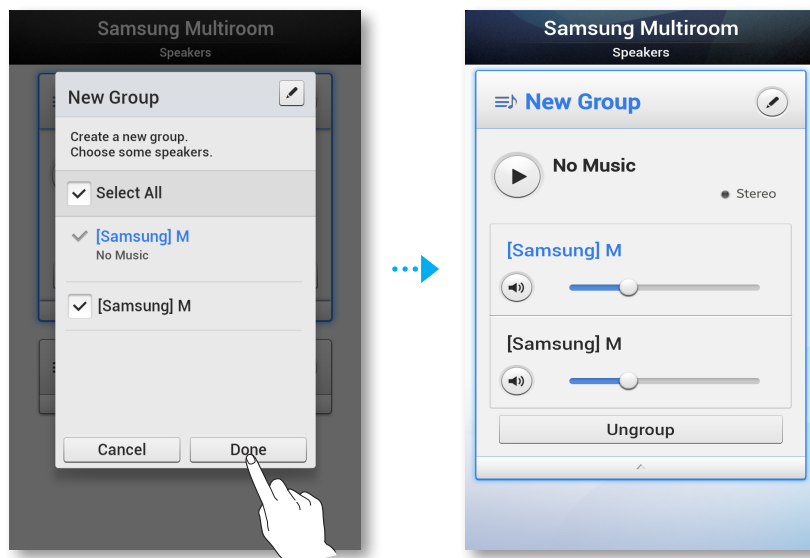 Samsung Multiroom
Speakers
New Group
Create a new group.
Choose some speakers.
Select All
[Samsung] M
No Music
[Samsung] M
Cancel
Done
Samsung Multiroom
Speakers
New Group
No Music
Stereo
[Samsung] M
[Samsung] M
Ungroup